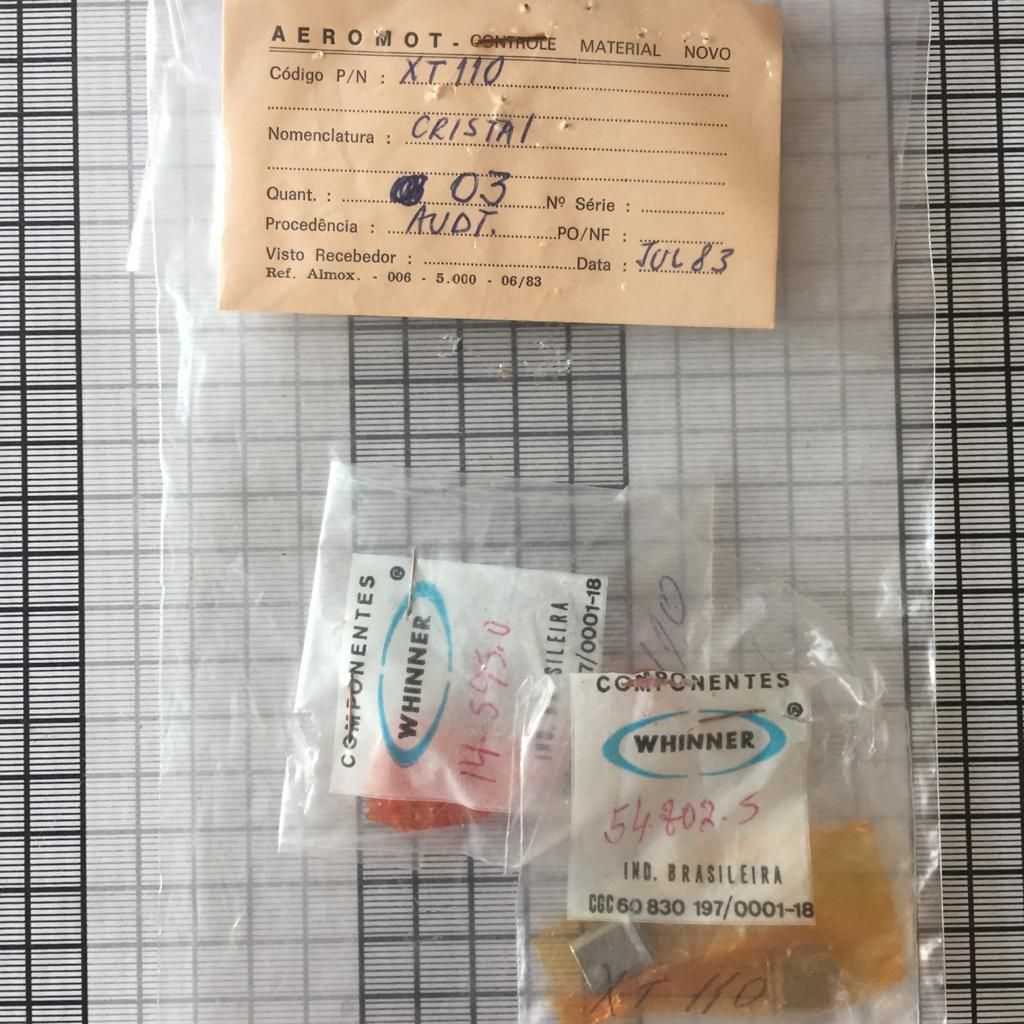 AEROMOT - CONTROLE MATERIAL NOVO
Código P/N : XT 110
Nomenclatura : CRISTAL
Quant. : 03 Nº Série :
Procedência : AUDT. PO/NF :
Visto Recebedor : Data : JUL 83
Ref. Almox. - 006 - 5.000 - 06/83
COMPONENTES
®
WHINNER
14-595.0
IND. BRASILEIRA
7/0001-18
110
COMPONENTES
®
WHINNER
54802.5
IND. BRASILEIRA
CGC 60 830 197/0001-18
XT 110